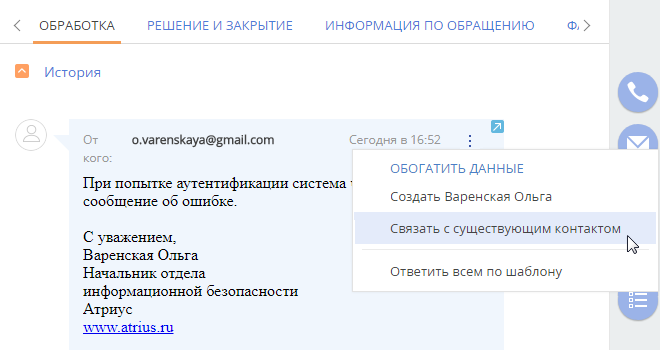 ОБРАБОТКА РЕШЕНИЕ И ЗАКРЫТИЕ ИНФОРМАЦИЯ ПО ОБРАЩЕНИЮ
История
От кого: o.varenskaya@gmail.com Сегодня в 16:52
При попытке аутентификации система
сообщение об ошибке.
С уважением,
Варенская Ольга
Начальник отдела
информационной безопасности
Атриус
www.atrius.ru
ОБОГАТИТЬ ДАННЫЕ
Создать Варенская Ольга
Связать с существующим контактом
Ответить всем по шаблону